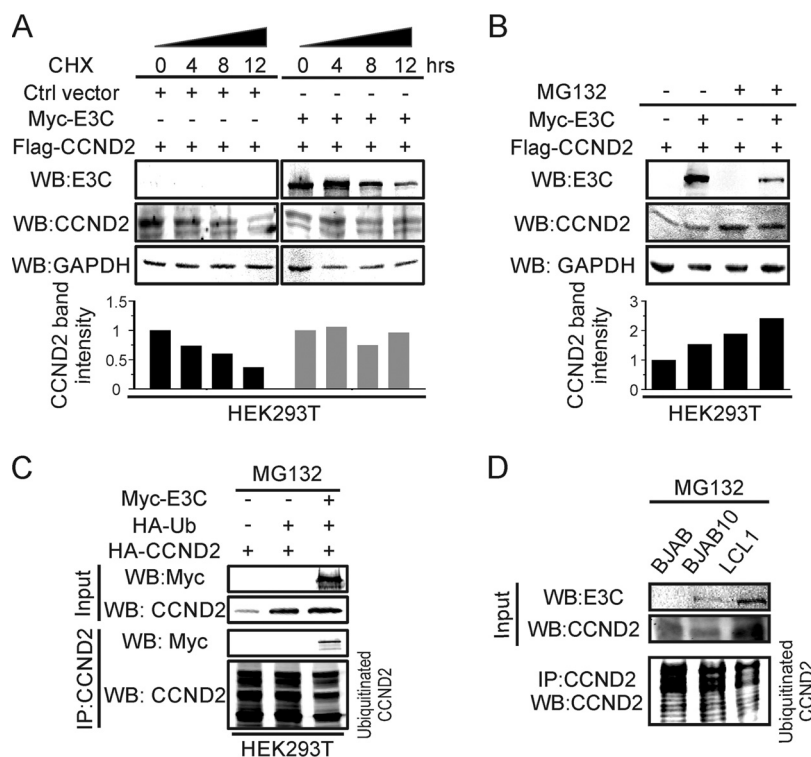 A
CHX 0 4 8 12 0 4 8 12 hrs
Ctrl vector + + + + - - - -
Myc-E3C - - - - + + + +
Flag-CCND2 + + + + + + + +
WB:E3C
WB:CCND2
WB:GAPDH
CCND2 band intensity
1.5
1
0.5
0
HEK293T
B
MG132 - - + +
Myc-E3C - + - +
Flag-CCND2 + + + +
WB:E3C
WB:CCND2
WB: GAPDH
CCND2 band intensity
3
2
1
0
HEK293T
C
MG132
Myc-E3C - - +
HA-Ub - + +
HA-CCND2 + + +
Input
WB:Myc
WB: CCND2
IP:CCND2
WB: Myc
WB: CCND2
Ubiquitinated CCND2
HEK293T
D
MG132
BJAB BJAB10 LCL1
Input
WB:E3C
WB:CCND2
IP:CCND2
WB:CCND2
Ubiquitinated CCND2